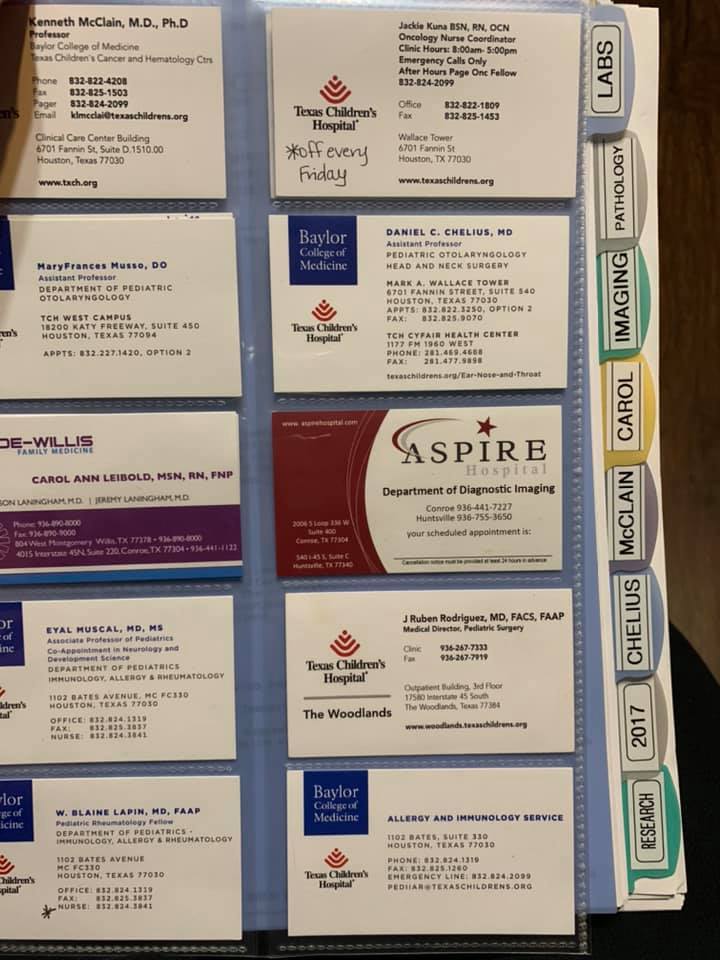 Kenneth McClain, M.D., Ph.D
Professor
Baylor College of Medicine
Texas Children's Cancer and Hematology Ctrs
Phone 832-822-4208
Fax 832-825-1503
Pager 832-824-2099
Email klmcclai@texaschildrens.org
Clinical Care Center Building
6701 Fannin St, Suite D.1510.00
Houston, Texas 77030
www.txch.org
Jackie Kuna BSN, RN, OCN
Oncology Nurse Coordinator
Clinic Hours: 8:00am- 5:00pm
Emergency Calls Only
After Hours Page Onc Fellow
832-824-2099
Office 832-822-1809
Fax 832-825-1453
Wallace Tower
6701 Fannin St
Houston, TX 77030
www.texaschildrens.org
Texas Children's
Hospital
*off every
Friday
MaryFrances Musso, DO
Assistant Professor
DEPARTMENT OF PEDIATRIC
OTOLARYNGOLOGY
TCH WEST CAMPUS
18200 KATY FREEWAY, SUITE 450
HOUSTON, TEXAS 77094
APPTS: 832.227.1420, OPTION 2
Baylor
College of
Medicine
Texas Children's
Hospital
DANIEL C. CHELIUS, MD
Assistant Professor
PEDIATRIC OTOLARYNGOLOGY
HEAD AND NECK SURGERY
MARK A. WALLACE TOWER
6701 FANNIN STREET, SUITE 540
HOUSTON, TEXAS 77030
APPTS: 832.822.3250, OPTION 2
FAX: 832.825.9070
TCH CYFAIR HEALTH CENTER
11777 FM 1960 WEST
PHONE: 281.469.4688
FAX: 281.477.9898
texaschildrens.org/Ear-Nose-and-Throat
DE-WILLIS
FAMILY MEDICINE
CAROL ANN LEIBOLD, MSN, RN, FNP
SON LANINGHAM, M.D. | JEREMY LANINGHAM, M.D.
Phone: 936-890-8000
Fax: 936-890-9000
804 West Montgomery Willis, TX 77378 • 936-890-8000
4015 Interstate 45N, Suite 220, Conroe, TX 77304 • 936-441-1122
www.aspirehospital.com
2006 S Loop 336 W
Suite 400
Conroe, TX 77304
540 I-45 S, Suite C
Huntsville, TX 77340
ASPIRE
Hospital
Department of Diagnostic Imaging
Conroe 936-441-7227
Huntsville 936-755-3650
your scheduled appointment is:
Cancellation notice must be provided at least 24 hours in advance
EYAL MUSCAL, MD, MS
Associate Professor of Pediatrics
Co-Appointment in Neurology and
Development Science
DEPARTMENT OF PEDIATRICS
IMMUNOLOGY, ALLERGY & RHEUMATOLOGY
1102 BATES AVENUE, MC FC330
HOUSTON, TEXAS 77030
OFFICE: 832.824.1319
FAX: 832.825.3837
NURSE: 832.824.3841
Texas Children's
Hospital
The Woodlands
J Ruben Rodriguez, MD, FACS, FAAP
Medical Director, Pediatric Surgery
Clinic 936-267-7333
Fax 936-267-7919
Outpatient Building, 3rd Floor
17580 Interstate 45 South
The Woodlands, Texas 77384
www.woodlands.texaschildrens.org
W. BLAINE LAPIN, MD, FAAP
Pediatric Rheumatology Fellow
DEPARTMENT OF PEDIATRICS -
IMMUNOLOGY, ALLERGY & RHEUMATOLOGY
1102 BATES AVENUE
MC FC330
HOUSTON, TEXAS 77030
OFFICE: 832.824.1319
FAX: 832.825.3837
* NURSE: 832.824.3841
Baylor
College of
Medicine
Texas Children's
Hospital
ALLERGY AND IMMUNOLOGY SERVICE
1102 BATES, SUITE 330
HOUSTON, TEXAS 77030
PHONE: 832.824.1319
FAX: 832.825.1260
EMERGENCY LINE: 832.824.2099
PEDIIAR@TEXASCHILDRENS.ORG
LABS
PATHOLOGY
IMAGING
CAROL
McCLAIN
CHELIUS
2017
RESEARCH